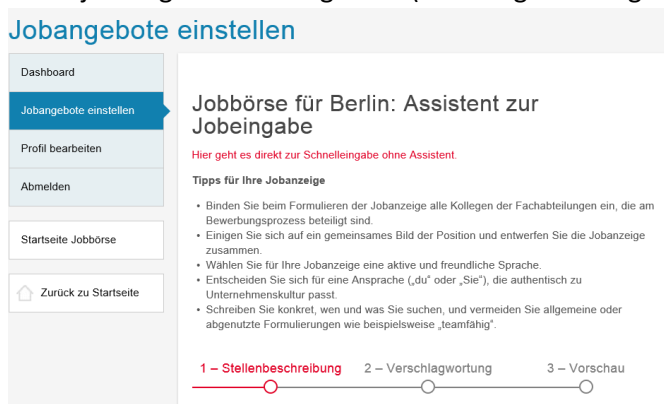 Jobangebote einstellen
Dashboard
Jobangebote einstellen
Profil bearbeiten
Abmelden
Startseite Jobbörse
Zurück zu Startseite
Jobbörse für Berlin: Assistent zur
Jobeingabe
Hier geht es direkt zur Schnelleingabe ohne Assistent.
Tipps für Ihre Jobanzeige
• Binden Sie beim Formulieren der Jobanzeige alle Kollegen der Fachabteilungen ein, die am
Bewerbungsprozess beteiligt sind.
• Einigen Sie sich auf ein gemeinsames Bild der Position und entwerfen Sie die Jobanzeige
zusammen.
• Wählen Sie für Ihre Jobanzeige eine aktive und freundliche Sprache.
• Entscheiden Sie sich für eine Ansprache („du“ oder „Sie“), die authentisch zu
Unternehmenskultur passt.
• Schreiben Sie konkret, wen und was Sie suchen, und vermeiden Sie allgemeine oder
abgenutzte Formulierungen wie beispielsweise „teamfähig“.
1 – Stellenbeschreibung 2 – Verschlagwortung 3 – Vorschau